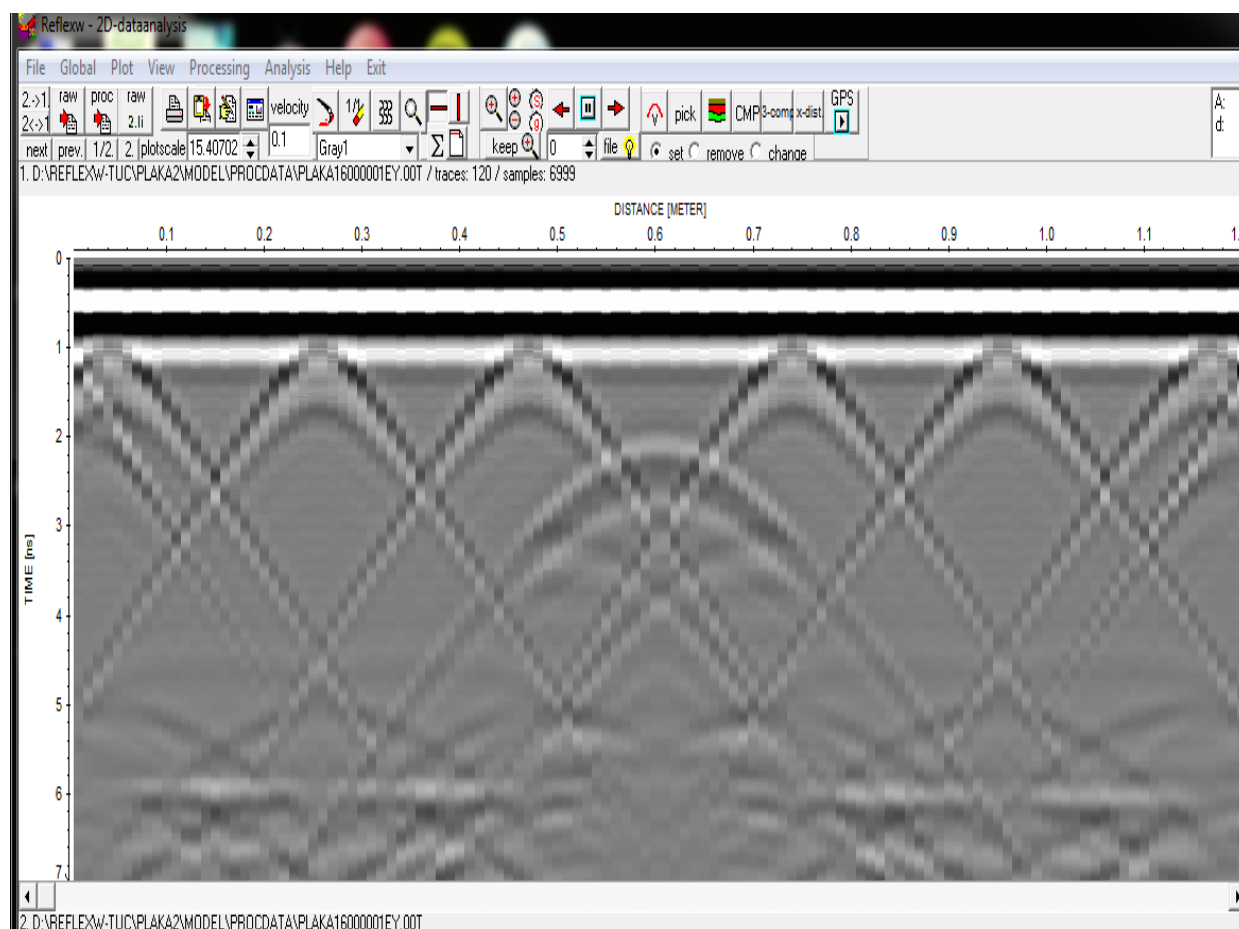 Reflexw - 2D-dataanalysis
File Global Plot View Processing Analysis Help Exit
2.->1. raw proc raw velocity 1/1 S CMP 3-comp x-dist. GPS A:
2<->1 2.li g pick d:
next prev. 1/2. 2. plotscale 15.40702 0.1 Gray1 Σ keep 0 file set remove change
1. D:\REFLEXW-TUC\PLAKA2\MODEL\PROCDATA\PLAKA16000001EY.00T / traces: 120 / samples: 6999
DISTANCE [METER]
0.1 0.2 0.3 0.4 0.5 0.6 0.7 0.8 0.9 1.0 1.1 1.
0
1
2
3
TIME [ns]
4
5
6
7
2. D:\REFLEXW-TUC\PLAKA2\MODEL\PROCDATA\PLAKA16000001EY.00T